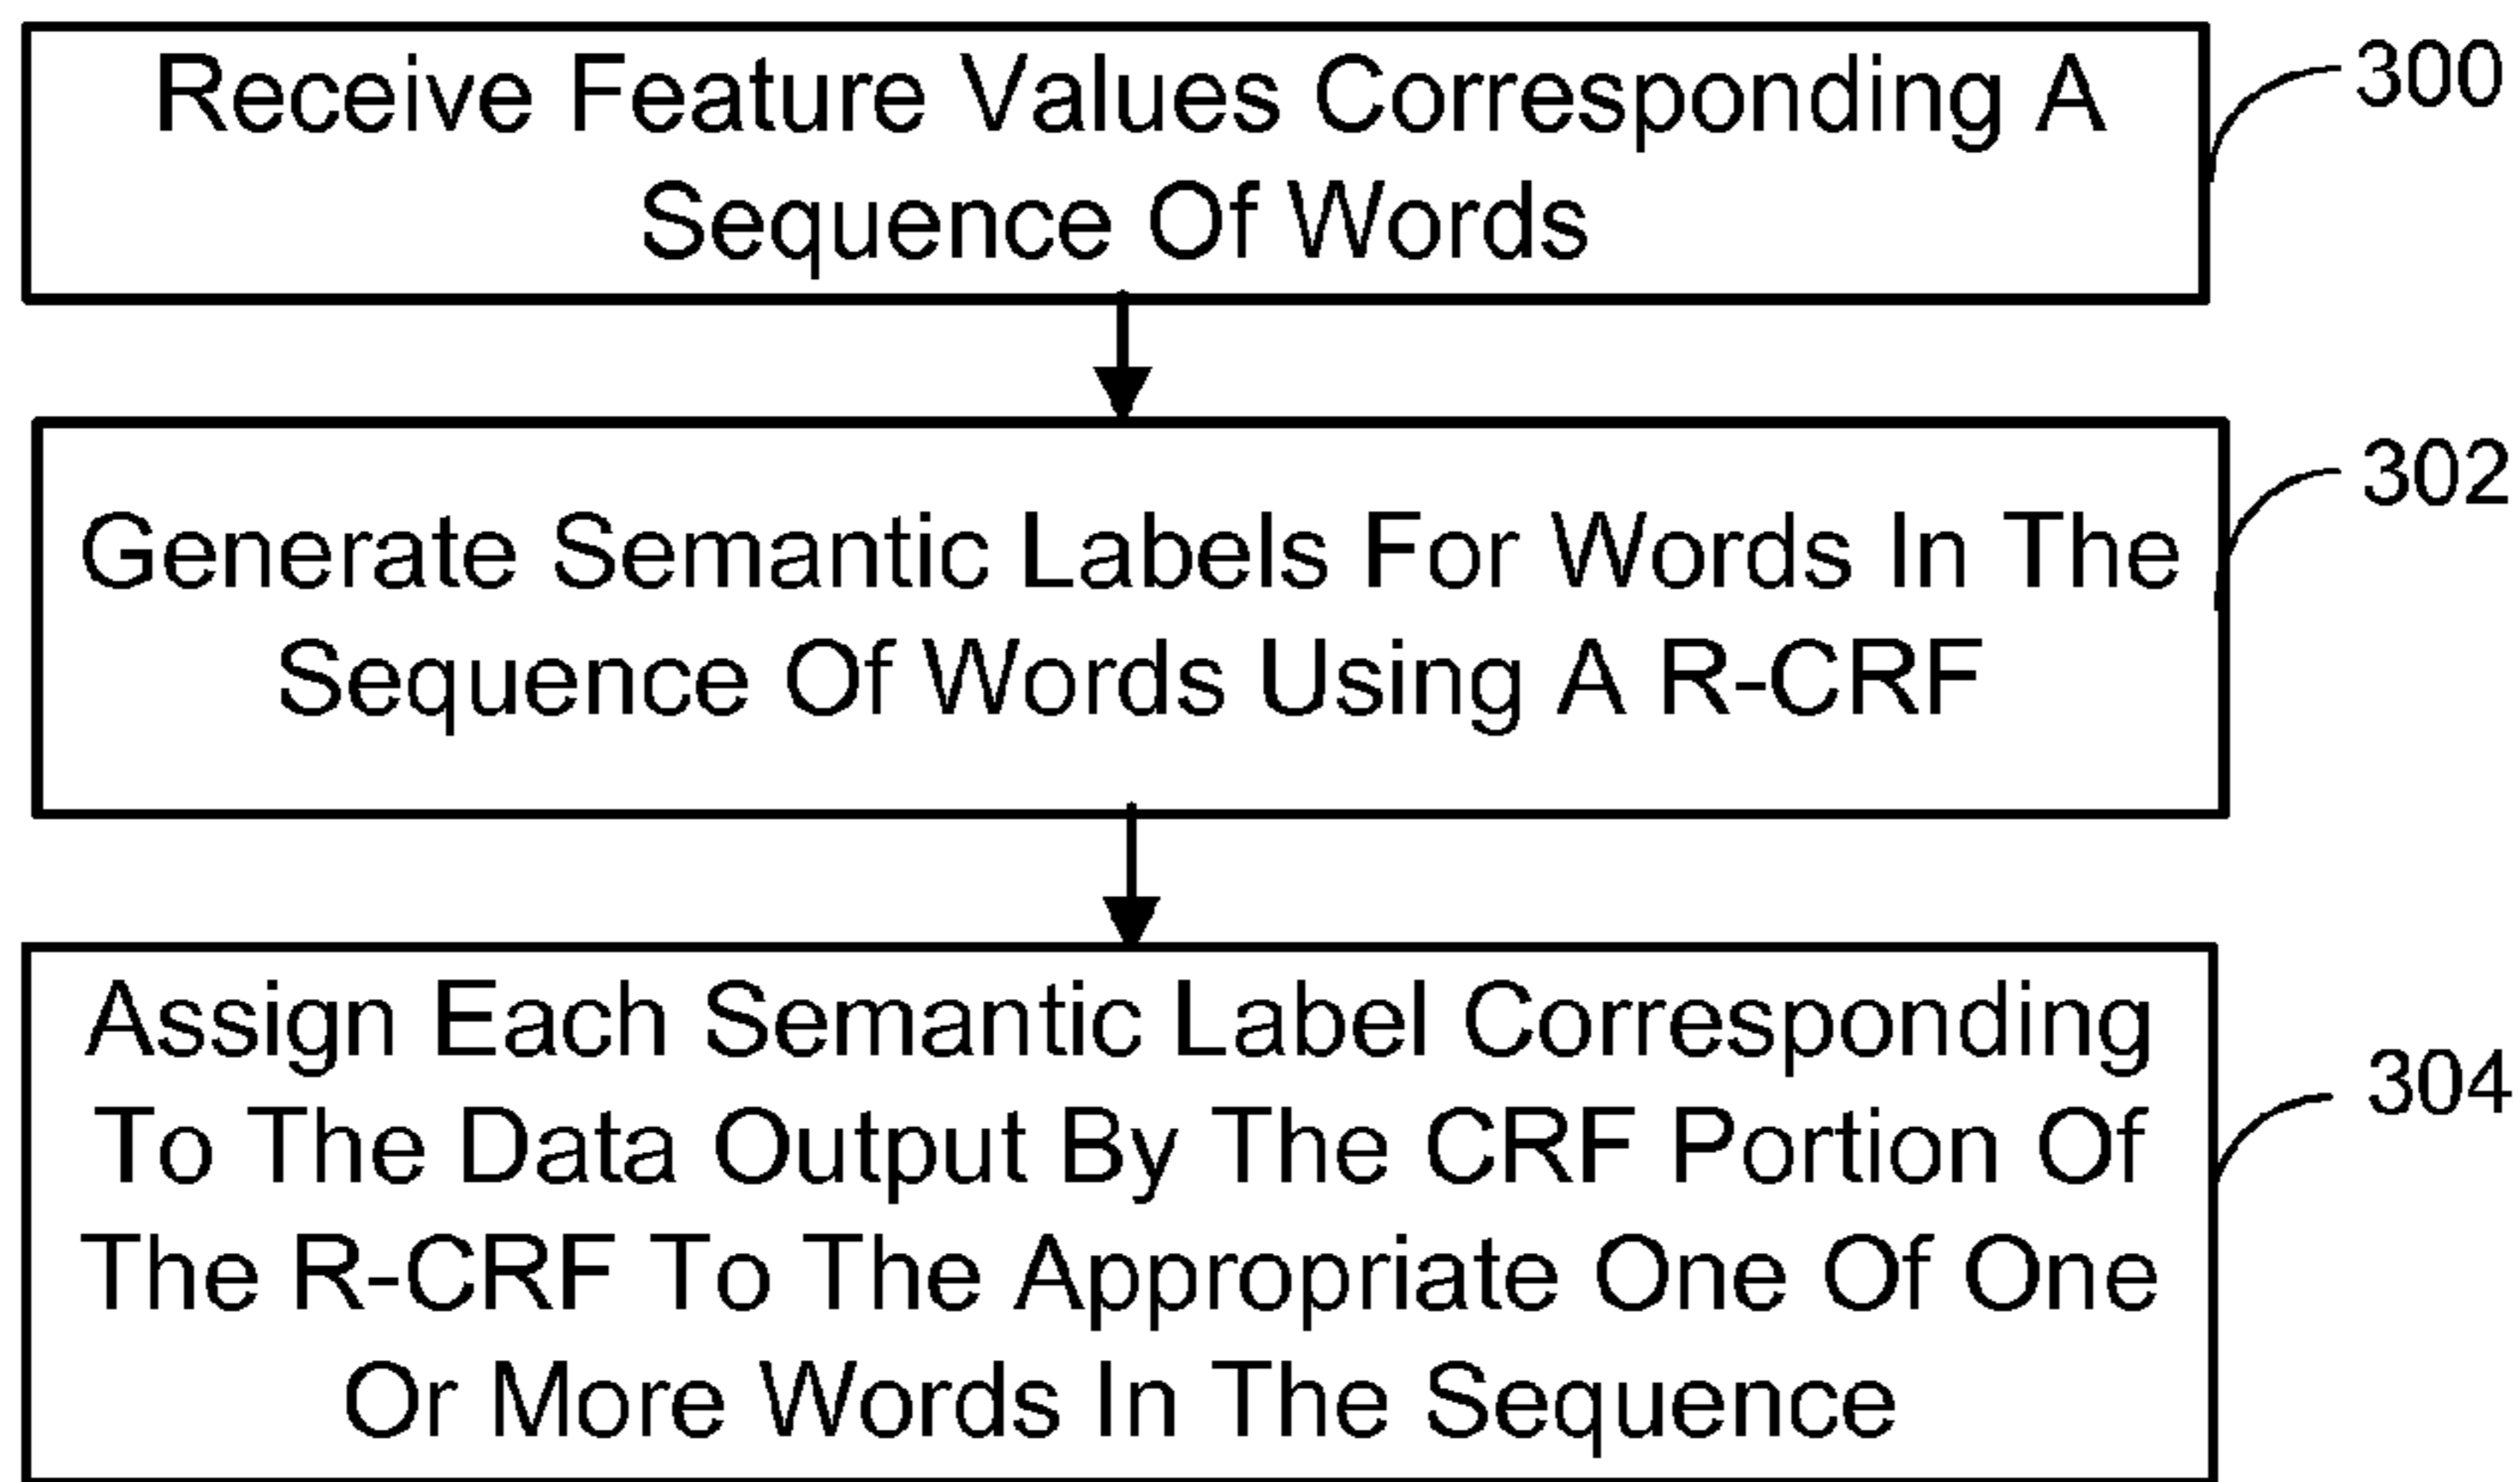 Receive Feature Values Corresponding A
Sequence Of Words
300
Generate Semantic Labels For Words In The
Sequence Of Words Using A R-CRF
302
Assign Each Semantic Label Corresponding
To The Data Output By The CRF Portion Of
The R-CRF To The Appropriate One Of One
Or More Words In The Sequence
304